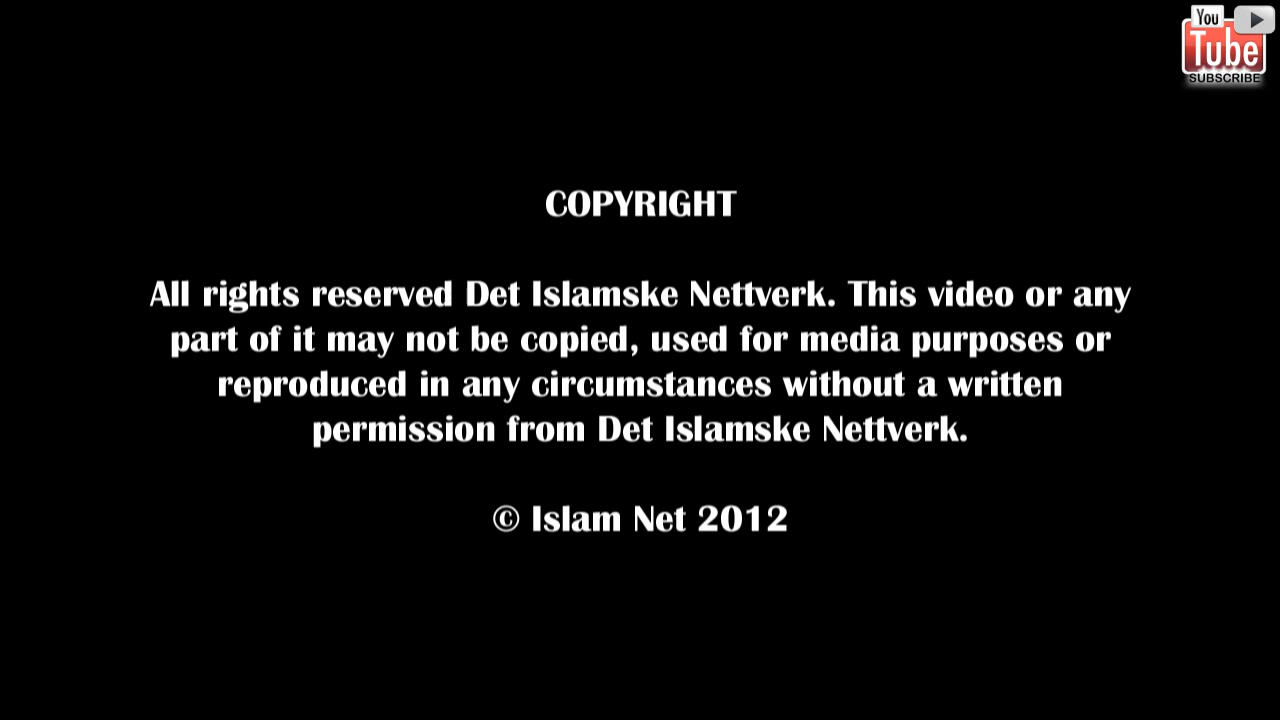 You
Tube
SUBSCRIBE
COPYRIGHT
All rights reserved Det Islamske Nettverk. This video or any
part of it may not be copied, used for media purposes or
reproduced in any circumstances without a written
permission from Det Islamske Nettverk.
© Islam Net 2012